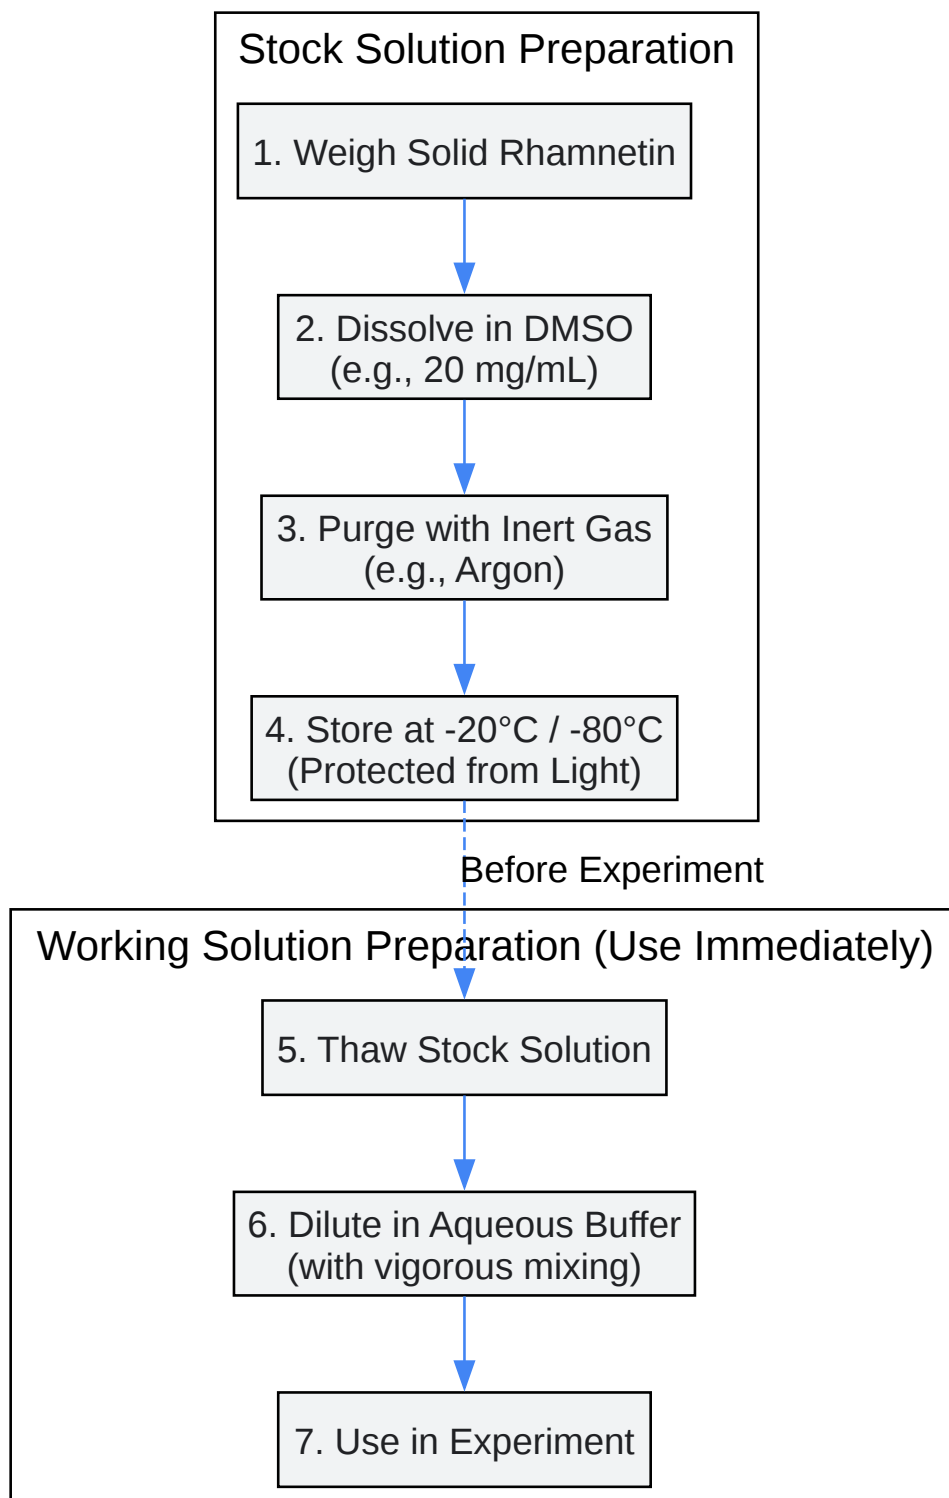 Stock Solution Preparation
1. Weigh Solid Rhamnetin
2. Dissolve in DMSO
(e.g., 20 mg/mL)
3. Purge with Inert Gas
(e.g., Argon)
4. Store at -20°C / -80°C
(Protected from Light)
Before Experiment
Working Solution Preparation (Use Immediately)
5. Thaw Stock Solution
6. Dilute in Aqueous Buffer
(with vigorous mixing)
7. Use in Experiment